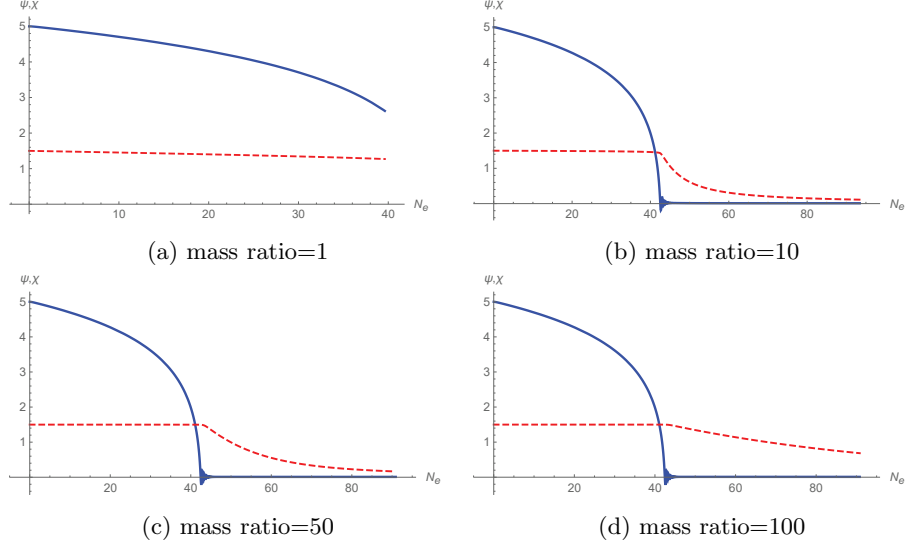 ψ,χ
5
4
3
2
1
10 20 30 40
N_e
(a) mass ratio=1
ψ,χ
5
4
3
2
1
20 40 60 80
N_e
(b) mass ratio=10
ψ,χ
5
4
3
2
1
20 40 60 80
N_e
(c) mass ratio=50
ψ,χ
5
4
3
2
1
20 40 60 80
N_e
(d) mass ratio=100